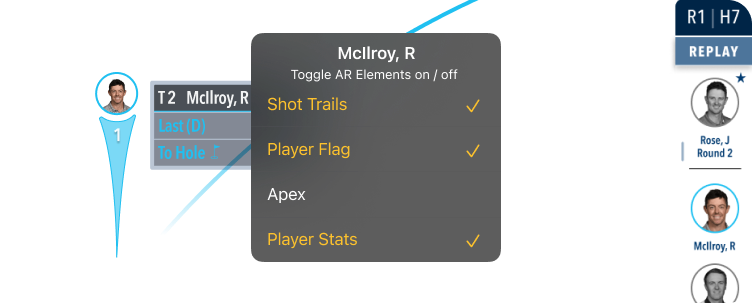 R1 | H7
REPLAY
McIlroy, R
Toggle AR Elements on / off
Shot Trails
Player Flag
Apex
Player Stats
1
T2 McIlroy, R
Last (D)
To Hole
Rose, J
Round 2
McIlroy, R